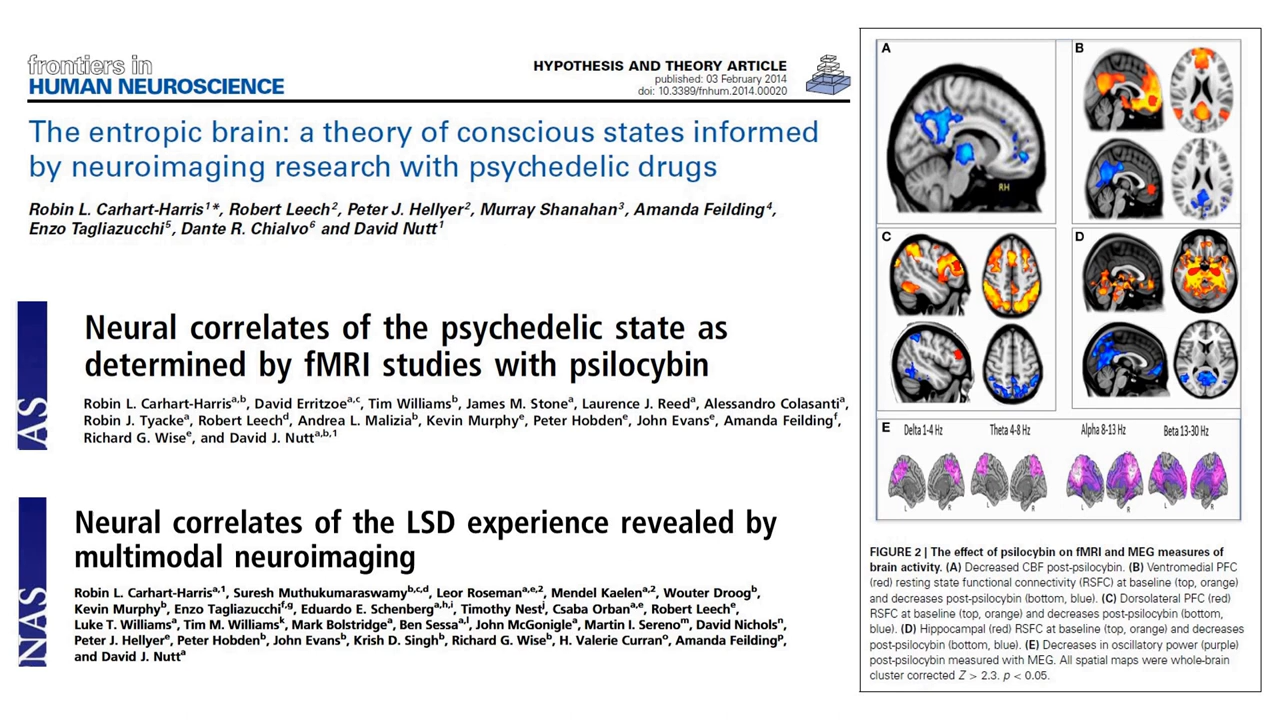 frontiers in
HUMAN NEUROSCIENCE
HYPOTHESIS AND THEORY ARTICLE
published: 03 February 2014
doi: 10.3389/fnhum.2014.00020
The entropic brain: a theory of conscious states informed
by neuroimaging research with psychedelic drugs
Robin L. Carhart-Harris¹*, Robert Leech², Peter J. Hellyer², Murray Shanahan³, Amanda Feilding⁴,
Enzo Tagliazucchi⁵, Dante R. Chialvo⁶ and David Nutt¹
AS
Neural correlates of the psychedelic state as
determined by fMRI studies with psilocybin
Robin L. Carhart-Harrisa,b, David Erritzoea,c, Tim Williamsb, James M. Stonea, Laurence J. Reeda, Alessandro Colasantia,
Robin J. Tyackea, Robert Leechd, Andrea L. Maliziab, Kevin Murphye, Peter Hobdene, John Evanse, Amanda Feildingf,
Richard G. Wisee, and David J. Nutta,b,1
NAS
Neural correlates of the LSD experience revealed by
multimodal neuroimaging
Robin L. Carhart-Harrisa,1, Suresh Muthukumaraswamyb,c,d, Leor Rosemana,e,2, Mendel Kaelena,2, Wouter Droogb,
Kevin Murphyb, Enzo Tagliazucchif,g, Eduardo E. Schenberga,h,i, Timothy Nestj, Csaba Orbana,e, Robert Leeche,
Luke T. Williamsa, Tim M. Williamsk, Mark Bolstridgea, Ben Sessaa,l, John McGoniglea, Martin I. Serenom, David Nicholsn,
Peter J. Hellyere, Peter Hobdenb, John Evansb, Krish D. Singhb, Richard G. Wiseb, H. Valerie Currano, Amanda Feildingp,
and David J. Nutta
A
RH
B
C
D
E
Delta 1-4 Hz
Theta 4-8 Hz
Alpha 8-13 Hz
Beta 13-30 Hz
L R L R L R L R
FIGURE 2 | The effect of psilocybin on fMRI and MEG measures of
brain activity. (A) Decreased CBF post-psilocybin. (B) Ventromedial PFC
(red) resting state functional connectivity (RSFC) at baseline (top, orange)
and decreases post-psilocybin (bottom, blue). (C) Dorsolateral PFC (red)
RSFC at baseline (top, orange) and decreases post-psilocybin (bottom,
blue). (D) Hippocampal (red) RSFC at baseline (top, orange) and decreases
post-psilocybin (bottom, blue). (E) Decreases in oscillatory power (purple)
post-psilocybin measured with MEG. All spatial maps were whole-brain
cluster corrected Z > 2.3. p < 0.05.